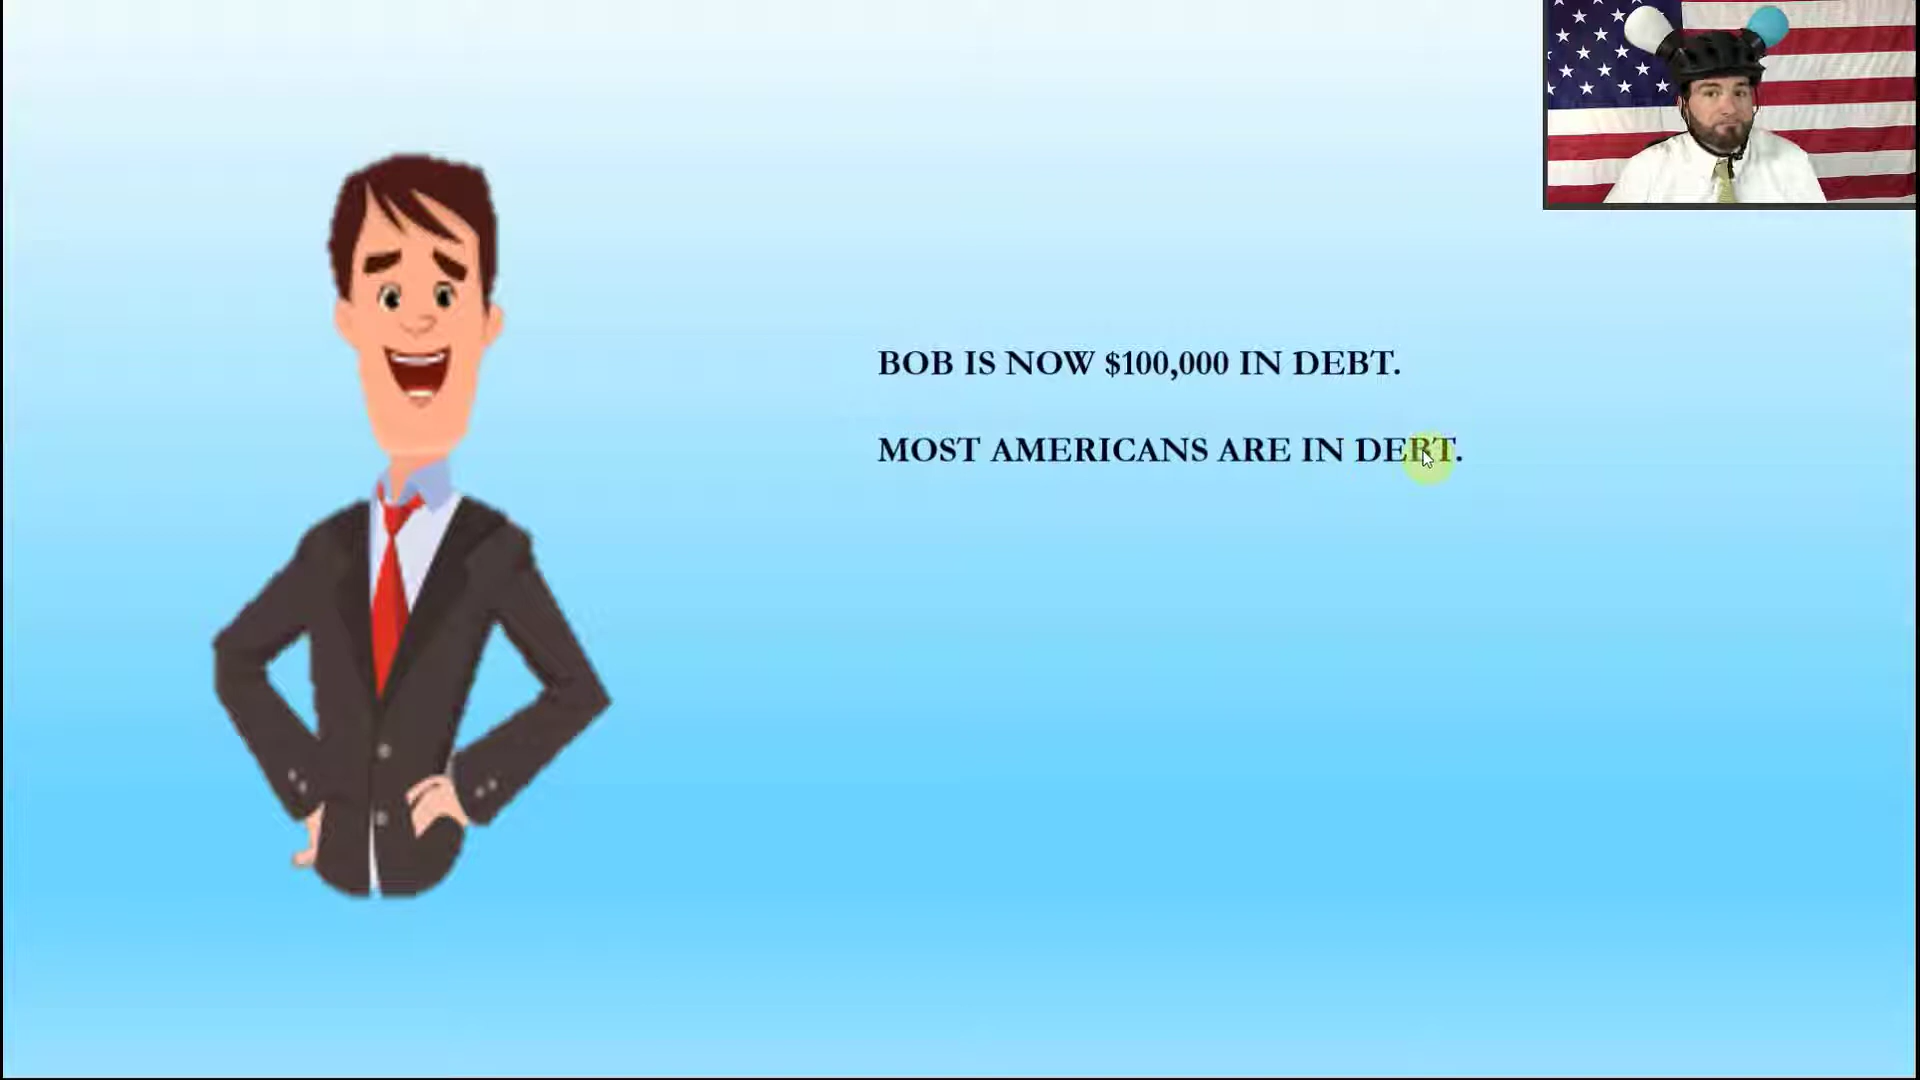 BOB IS NOW $100,000 IN DEBT.
MOST AMERICANS ARE IN DEBT.